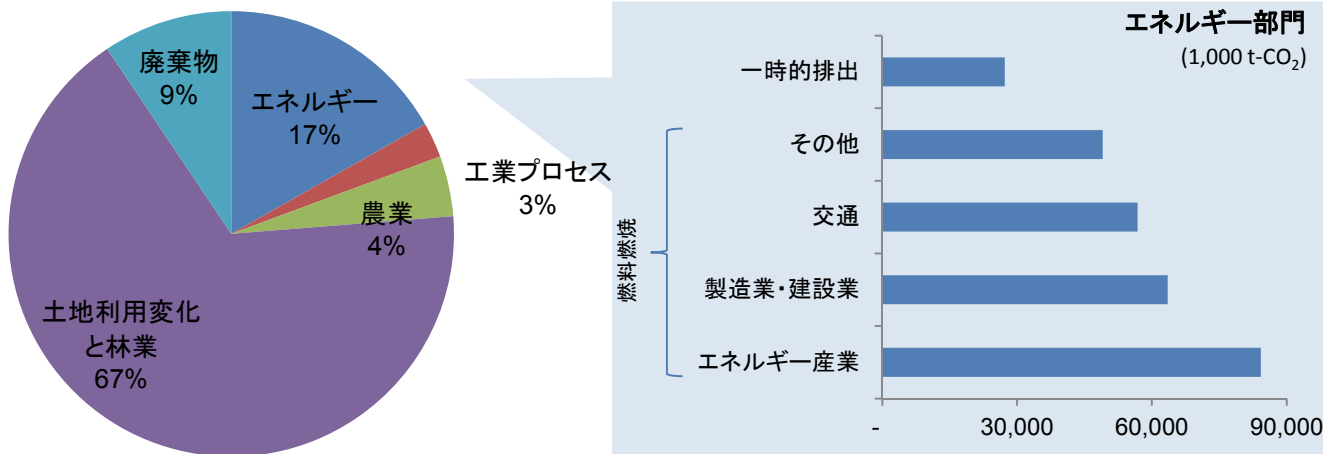 廃棄物
9%
エネルギー
17%
工業プロセス
3%
農業
4%
土地利用変化
と林業
67%
エネルギー部門
(1,000 t-CO₂)
一時的排出
その他
交通
製造業・建設業
エネルギー産業
燃料燃焼
-
30,000
60,000
90,000